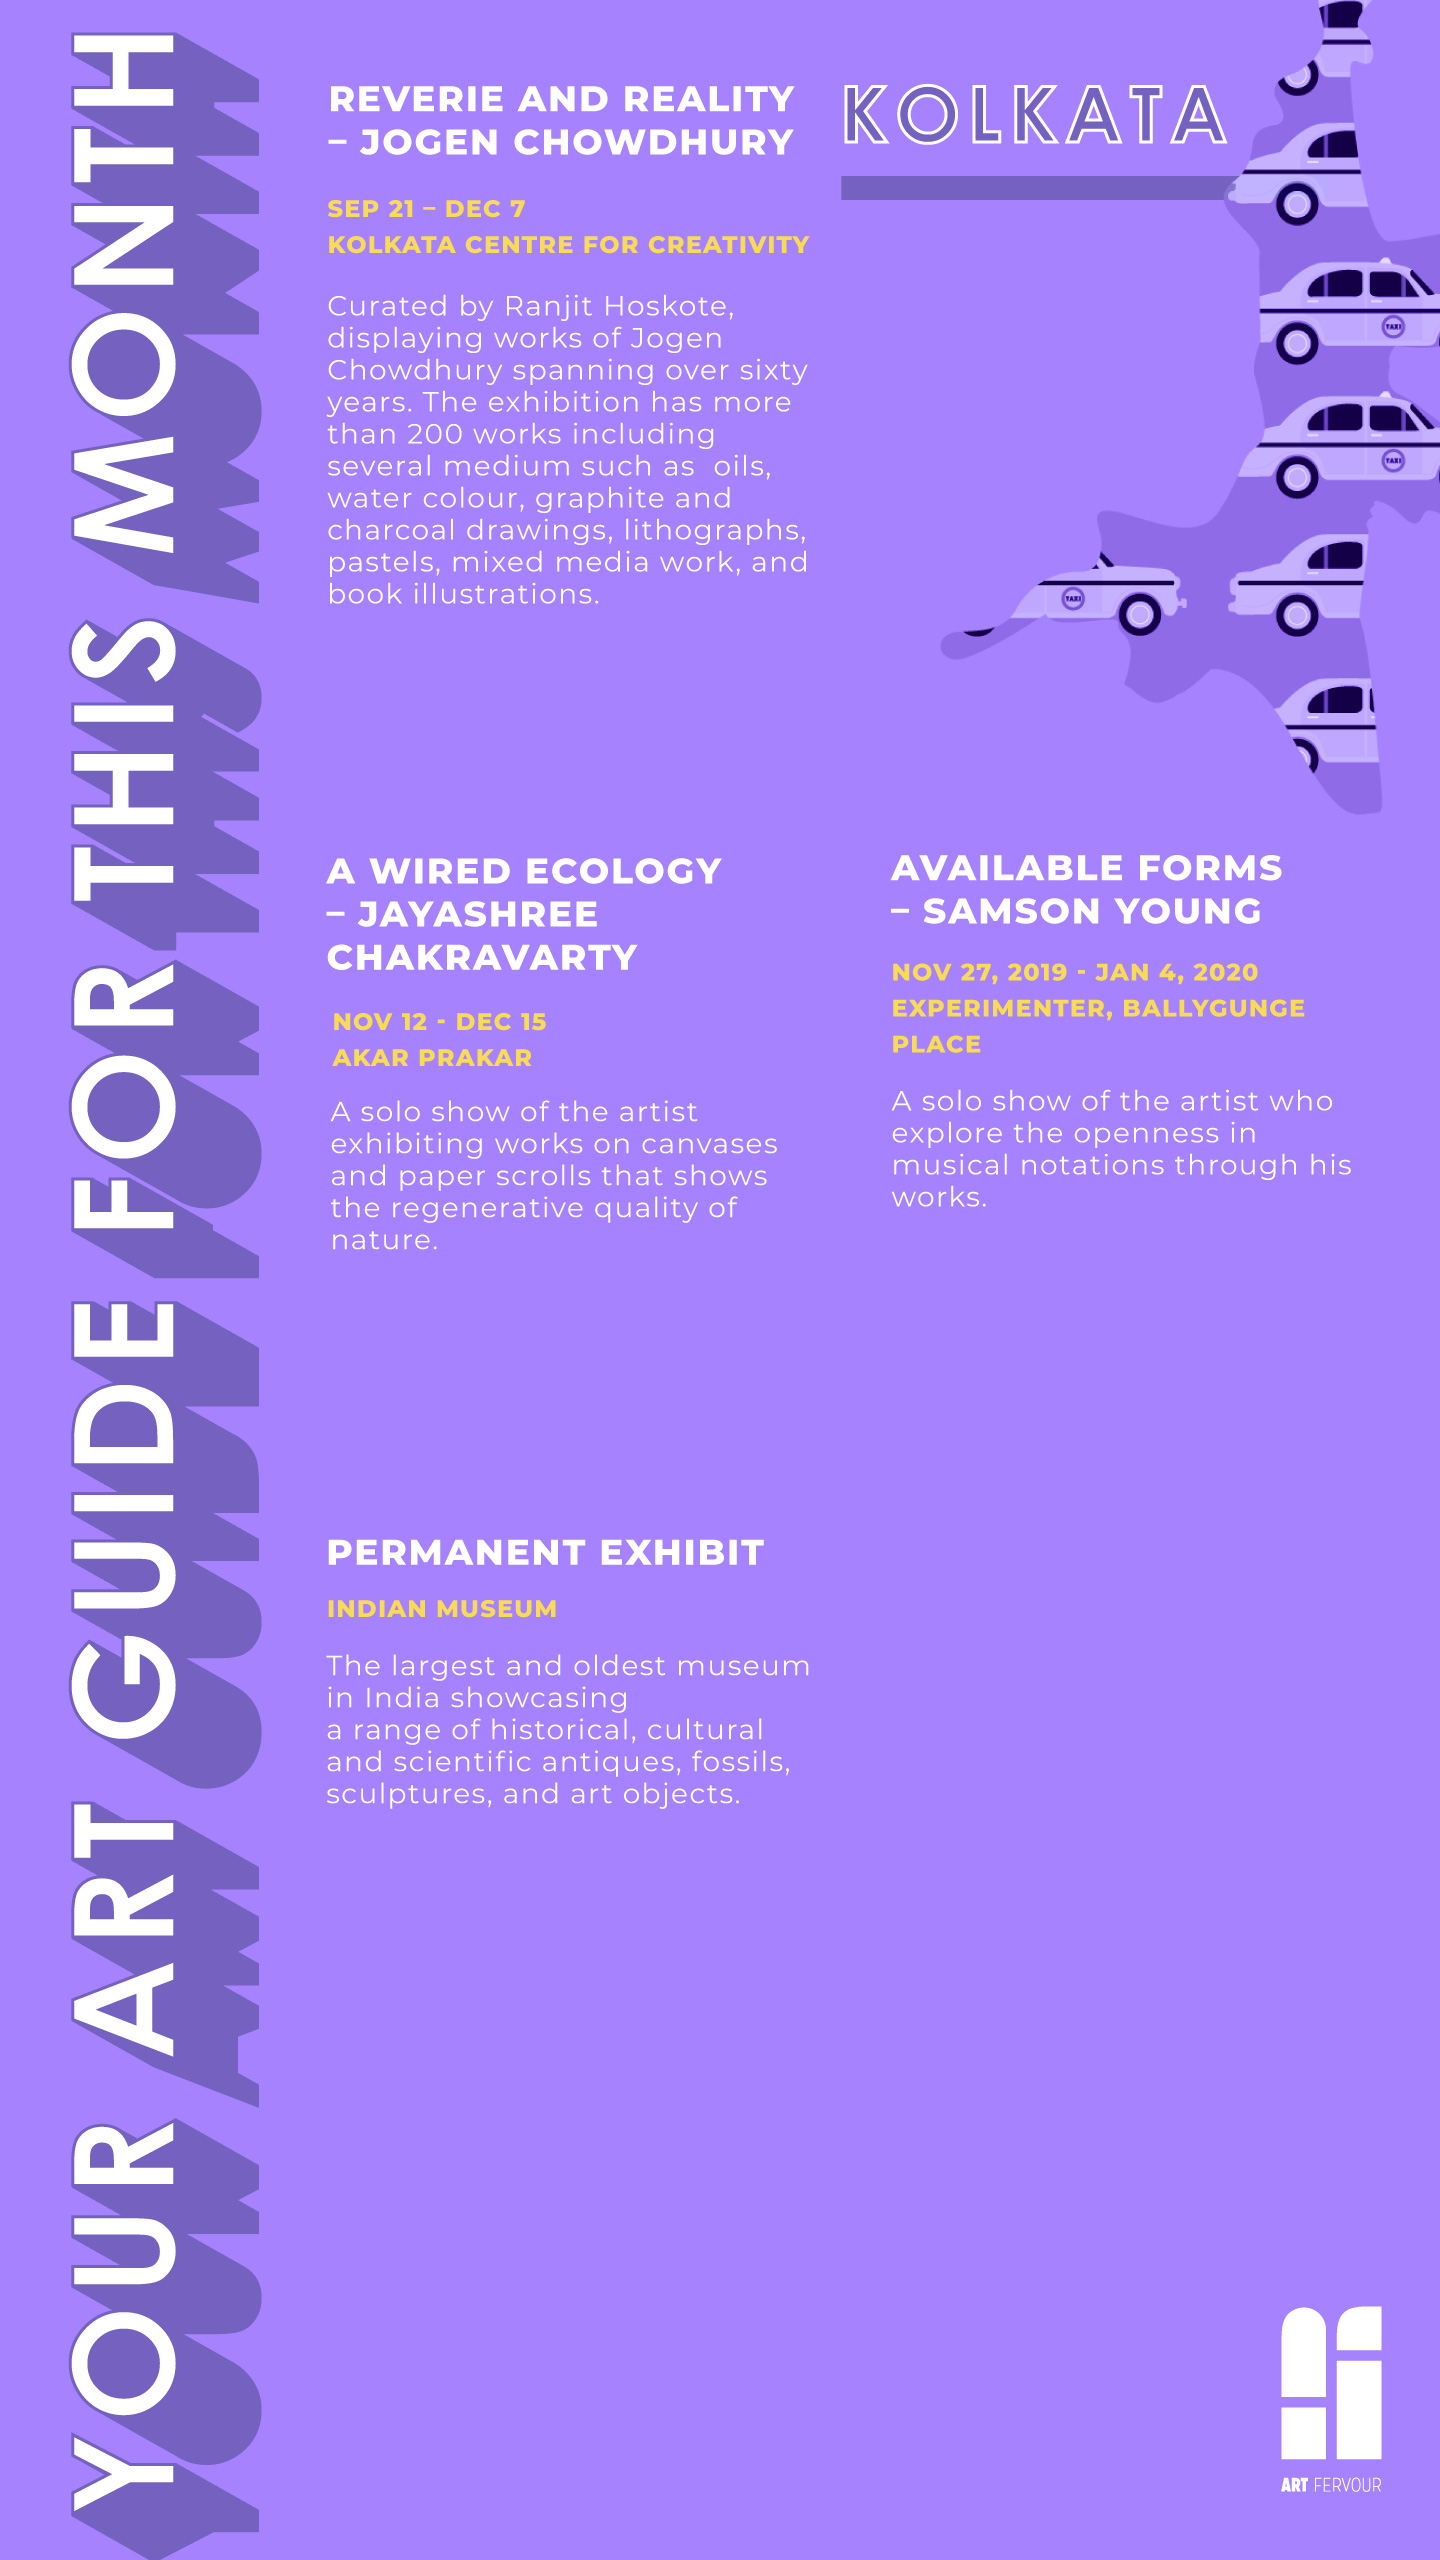 YOUR ART GUIDE FOR THIS MONTH
KOLKATA
REVERIE AND REALITY
– JOGEN CHOWDHURY
SEP 21 – DEC 7
KOLKATA CENTRE FOR CREATIVITY
Curated by Ranjit Hoskote,
displaying works of Jogen
Chowdhury spanning over sixty
years. The exhibition has more
than 200 works including
several medium such as  oils,
water colour, graphite and
charcoal drawings, lithographs,
pastels, mixed media work, and
book illustrations.
TAXI
TAXI
TAXI
A WIRED ECOLOGY
– JAYASHREE
CHAKRAVARTY
NOV 12 - DEC 15
AKAR PRAKAR
A solo show of the artist
exhibiting works on canvases
and paper scrolls that shows
the regenerative quality of
nature.
AVAILABLE FORMS
– SAMSON YOUNG
NOV 27, 2019 - JAN 4, 2020
EXPERIMENTER, BALLYGUNGE
PLACE
A solo show of the artist who
explore the openness in
musical notations through his
works.
PERMANENT EXHIBIT
INDIAN MUSEUM
The largest and oldest museum
in India showcasing
a range of historical, cultural
and scientific antiques, fossils,
sculptures, and art objects.
ART FERVOUR